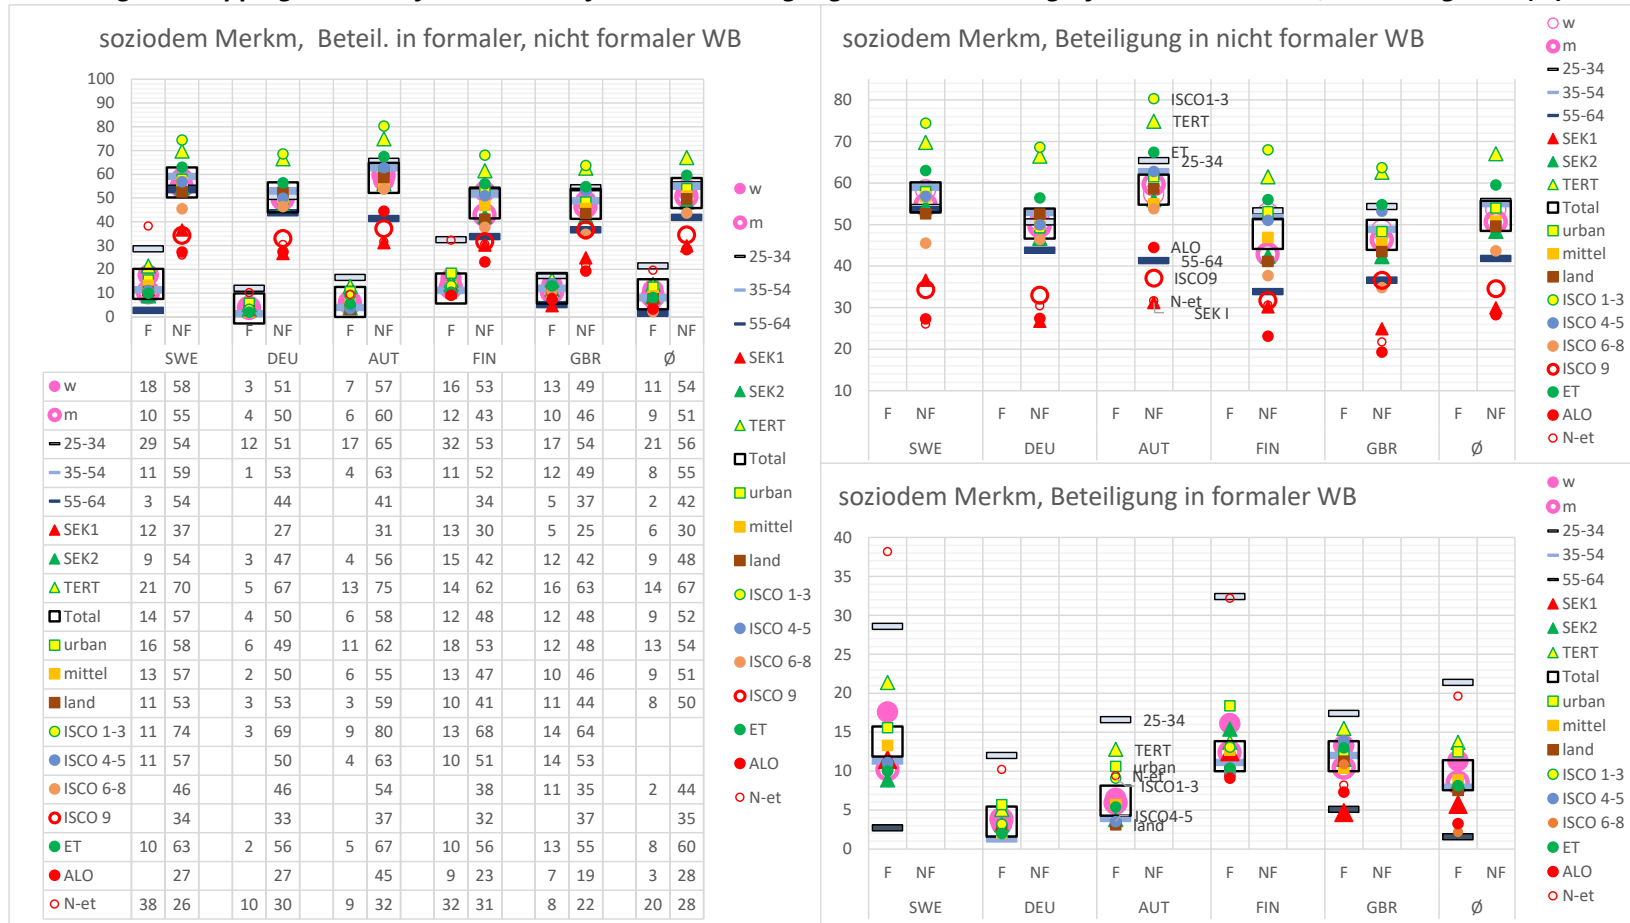 soziodem Merkm, Beteil. in formaler, nicht formaler WB
100
90
80
70
60
50
40
30
20
10
0
F NF F NF F NF F NF F NF F NF
SWE DEU AUT FIN GBR Ø
w 18 58 3 51 7 57 16 53 13 49 11 54
m 10 55 4 50 6 60 12 43 10 46 9 51
25-34 29 54 12 51 17 65 32 53 17 54 21 56
35-54 11 59 1 53 4 63 11 52 12 49 8 55
55-64 3 54 44 41 34 5 37 2 42
SEK1 12 37 27 31 13 30 5 25 6 30
SEK2 9 54 3 47 4 56 15 42 12 42 9 48
TERT 21 70 5 67 13 75 14 62 16 63 14 67
Total 14 57 4 50 6 58 12 48 12 48 9 52
urban 16 58 6 49 11 62 18 53 12 48 13 54
mittel 13 57 2 50 6 55 13 47 10 46 9 51
land 11 53 3 53 3 59 10 41 11 44 8 50
ISCO 1-3 11 74 3 69 9 80 13 68 14 64
ISCO 4-5 11 57 50 4 63 10 51 14 53
ISCO 6-8 46 46 54 38 11 35 2 44
ISCO 9 34 33 37 32 37 35
ET 10 63 2 56 5 67 10 56 13 55 8 60
ALO 27 27 45 9 23 7 19 3 28
N-et 38 26 10 30 9 32 32 31 8 22 20 28
w
m
25-34
35-54
55-64
SEK1
SEK2
TERT
Total
urban
mittel
land
ISCO 1-3
ISCO 4-5
ISCO 6-8
ISCO 9
ET
ALO
N-et
soziodem Merkm, Beteiligung in nicht formaler WB
80
70
60
50
40
30
20
10
ISCO1-3
TERT
ET
25-34
ALO
55-64
ISCO9
N-et
SEK I
F NF F NF F NF F NF F NF F NF
SWE DEU AUT FIN GBR Ø
w
m
25-34
35-54
55-64
SEK1
SEK2
TERT
Total
urban
mittel
land
ISCO 1-3
ISCO 4-5
ISCO 6-8
ISCO 9
ET
ALO
N-et
soziodem Merkm, Beteiligung in formaler WB
40
35
30
25
20
15
10
5
0
25-34
TERT
urban
N-et
ISCO1-3
ISCO4-5
land
F NF F NF F NF F NF F NF F NF
SWE DEU AUT FIN GBR Ø
w
m
25-34
35-54
55-64
SEK1
SEK2
TERT
Total
urban
mittel
land
ISCO 1-3
ISCO 4-5
ISCO 6-8
ET
ALO
N-et